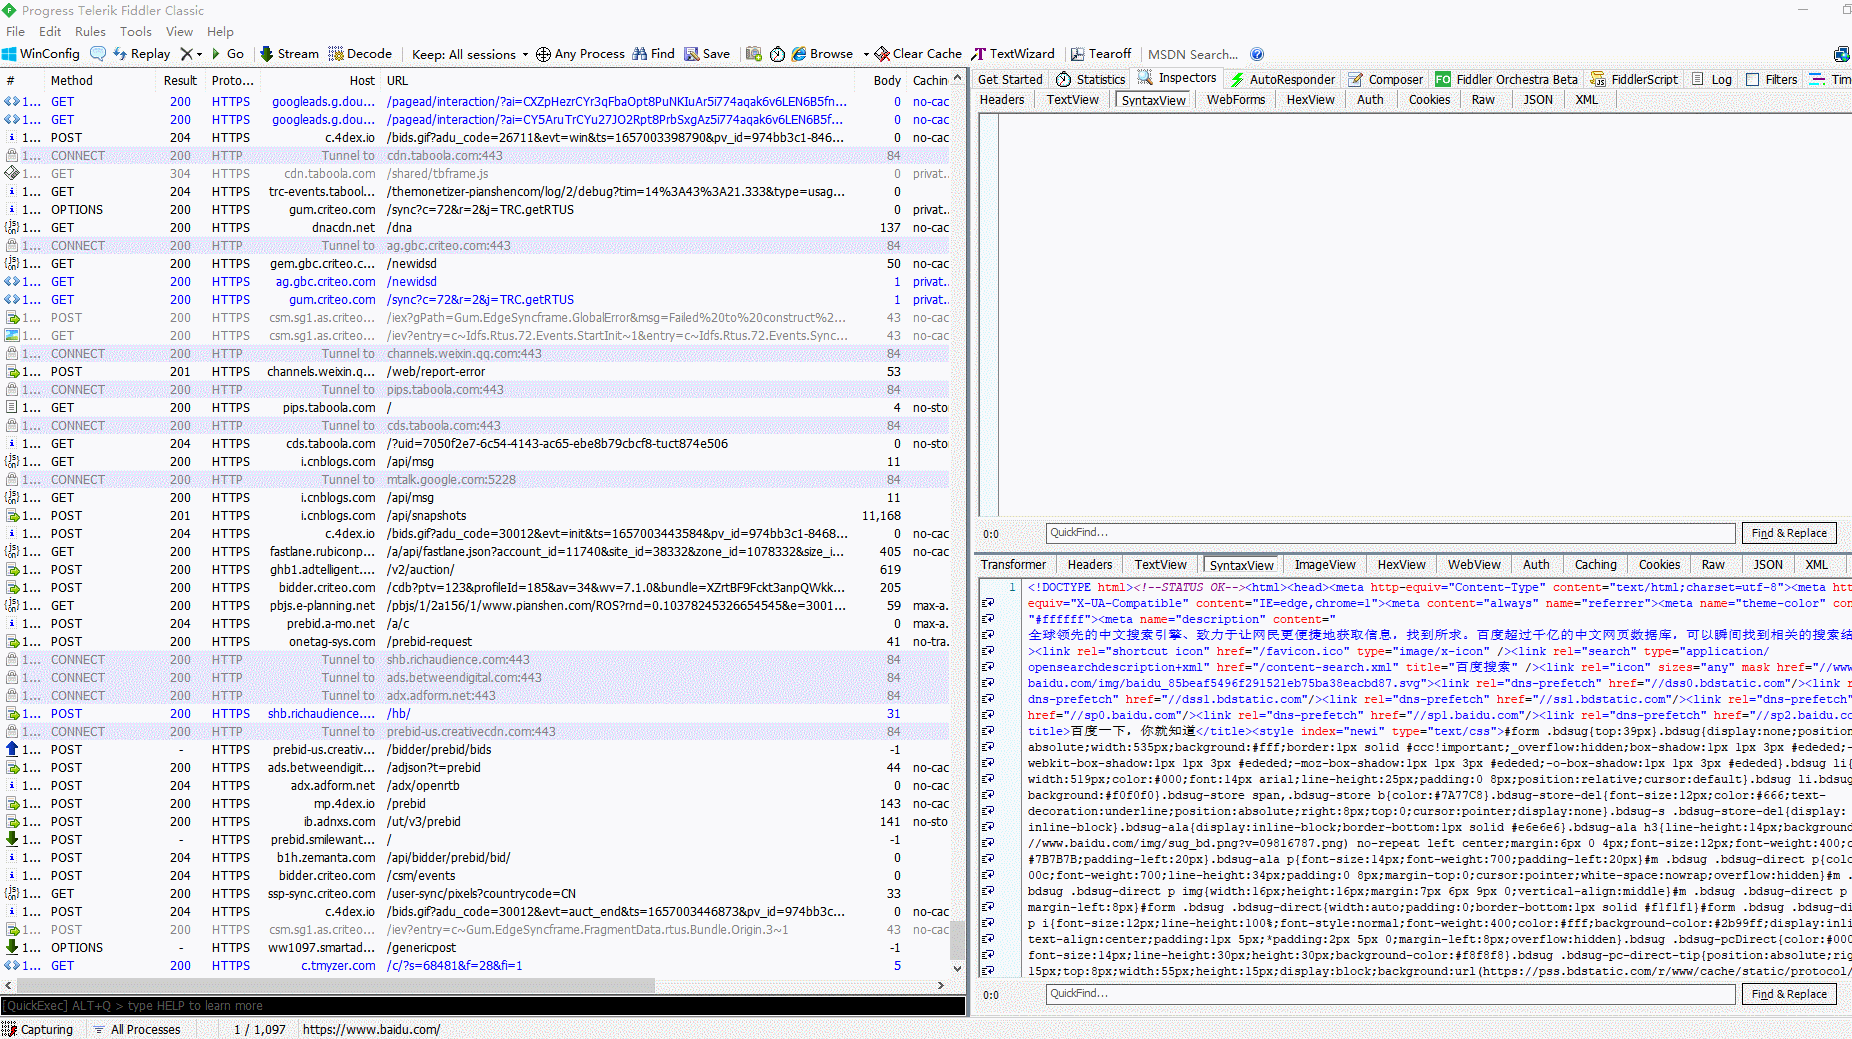 Progress Telerik Fiddler Classic
File Edit Rules Tools View Help
WinConfig Replay Go Stream Decode Keep: All sessions Any Process Find Save Browse Clear Cache TextWizard Tearoff MSDN Search...
# Method Result Proto... Host URL Body Cachin
1... GET 200 HTTPS googleads.g.dou... /pagead/interaction/?ai=CXZpHezrCYr3qFbaOpt8PuNKIuAr5i774aqak6v6LEN6B5fn... 0 no-cac
1... GET 200 HTTPS googleads.g.dou... /pagead/interaction/?ai=CY5AruTrCYu27JO2Rpt8PrbSxgAz5i774aqak6v6LEN6B5f... 0 no-cac
1... POST 204 HTTPS c.4dex.io /bids.gif?adu_code=26711&evt=win&ts=1657003398790&pv_id=974bb3c1-846... 0 no-cac
1... CONNECT 200 HTTP Tunnel to cdn.taboola.com:443 84
1... GET 304 HTTPS cdn.taboola.com /shared/tbframe.js 0 privat..
1... GET 204 HTTPS trc-events.tabool... /themonetizer-pianshencom/log/2/debug?tim=14%3A43%3A21.333&type=usag... 0
1... OPTIONS 200 HTTPS gum.criteo.com /sync?c=72&r=2&j=TRC.getRTUS 0 privat..
1... GET 200 HTTPS dnacdn.net /dna 137 no-cac
1... CONNECT 200 HTTP Tunnel to ag.gbc.criteo.com:443 84
1... GET 200 HTTPS gem.gbc.criteo.c... /newidsd 50 no-cac
1... GET 200 HTTPS ag.gbc.criteo.com /newidsd 1 privat..
1... GET 200 HTTPS gum.criteo.com /sync?c=72&r=2&j=TRC.getRTUS 1 privat..
1... POST 200 HTTPS csm.sg1.as.criteo... /iex?gPath=Gum.EdgeSyncframe.GlobalError&msg=Failed%20to%20construct%2... 43 no-cac
1... GET 200 HTTPS csm.sg1.as.criteo... /iev?entry=c~Idfs.Rtus.72.Events.StartInit~1&entry=c~Idfs.Rtus.72.Events.Sync... 43 no-cac
1... CONNECT 200 HTTP Tunnel to channels.weixin.qq.com:443 84
1... POST 201 HTTPS channels.weixin.q... /web/report-error 53
1... CONNECT 200 HTTP Tunnel to pips.taboola.com:443 84
1... GET 200 HTTPS pips.taboola.com / 4 no-sto
1... CONNECT 200 HTTP Tunnel to cds.taboola.com:443 84
1... GET 204 HTTPS cds.taboola.com /?uid=7050f2e7-6c54-4143-ac65-ebe8b79cbcf8-tuct874e506 0 no-sto
1... GET 200 HTTPS i.cnblogs.com /api/msg 11
1... CONNECT 200 HTTP Tunnel to mtalk.google.com:5228 84
1... GET 200 HTTPS i.cnblogs.com /api/msg 11
1... POST 201 HTTPS i.cnblogs.com /api/snapshots 11,168
1... POST 204 HTTPS c.4dex.io /bids.gif?adu_code=30012&evt=init&ts=1657003443584&pv_id=974bb3c1-8468... 0 no-cac
1... GET 200 HTTPS fastlane.rubiconp... /a/api/fastlane.json?account_id=11740&site_id=38332&zone_id=1078332&size_i... 405 no-cac
1... POST 200 HTTPS ghb1.adtelligent.... /v2/auction/ 619
1... POST 200 HTTPS bidder.criteo.com /cdb?ptv=123&profileId=185&av=34&wv=7.1.0&bundle=XZrtBF9Fckt3anpQWkk... 205
1... GET 200 HTTPS pbjs.e-planning.net /pbjs/1/2a156/1/www.pianshen.com/ROS?rnd=0.10378245326654545&e=3001... 59 max-a..
1... POST 204 HTTPS prebid.a-mo.net /a/c 0 max-a..
1... POST 200 HTTPS onetag-sys.com /prebid-request 41 no-tra..
1... CONNECT 200 HTTP Tunnel to shb.richaudience.com:443 84
1... CONNECT 200 HTTP Tunnel to ads.betweendigital.com:443 84
1... CONNECT 200 HTTP Tunnel to adx.adform.net:443 84
1... POST 200 HTTPS shb.richaudience.... /hb/ 31
1... CONNECT 200 HTTP Tunnel to prebid-us.creativecdn.com:443 84
1... POST - HTTPS prebid-us.creativ... /bidder/prebid/bids -1
1... POST 200 HTTPS ads.betweendigit... /adjson?t=prebid 44 no-cac
1... POST 204 HTTPS adx.adform.net /adx/openrtb 0 no-cac
1... POST 200 HTTPS mp.4dex.io /prebid 143 no-cac
1... POST 200 HTTPS ib.adnxs.com /ut/v3/prebid 141 no-sto
1... POST - HTTPS prebid.smilewant... / -1
1... POST 204 HTTPS b1h.zemanta.com /api/bidder/prebid/bid/ 0
1... POST 204 HTTPS bidder.criteo.com /csm/events 0
1... GET 200 HTTPS ssp-sync.criteo.com /user-sync/pixels?countrycode=CN 33
1... POST 204 HTTPS c.4dex.io /bids.gif?adu_code=30012&evt=auct_end&ts=1657003446873&pv_id=974bb3c... 0 no-cac
1... POST 200 HTTPS csm.sg1.as.criteo... /iev?entry=c~Gum.EdgeSyncframe.FragmentData.rtus.Bundle.Origin.3~1 43 no-cac
1... OPTIONS - HTTPS ww1097.smartad... /genericpost -1
1... GET 200 HTTPS c.tmyzer.com /c/?s=68481&f=28&fi=1 5
[QuickExec] ALT+Q > type HELP to learn more
Capturing All Processes 1 / 1,097 https://www.baidu.com/
Get Started Statistics Inspectors AutoResponder Composer FO Fiddler Orchestra Beta FiddlerScript Log Filters Tim
Headers TextView SyntaxView WebForms HexView Auth Cookies Raw JSON XML
0:0 QuickFind... Find & Replace
Transformer Headers TextView SyntaxView ImageView HexView WebView Auth Caching Cookies Raw JSON XML
1 <!DOCTYPE html><!--STATUS OK--><html><head><meta http-equiv="Content-Type" content="text/html;charset=utf-8"><meta htt
equiv="X-UA-Compatible" content="IE=edge,chrome=1"><meta content="always" name="referrer"><meta name="theme-color" con
"#ffffff"><meta name="description" content="
全球领先的中文搜索引擎、致力于让网民更便捷地获取信息，找到所求。百度超过千亿的中文网页数据库，可以瞬间找到相关的搜索结
><link rel="shortcut icon" href="/favicon.ico" type="image/x-icon" /><link rel="search" type="application/
opensearchdescription+xml" href="/content-search.xml" title="百度搜索" /><link rel="icon" sizes="any" mask href="//www
baidu.com/img/baidu_85beaf5496f291521eb75ba38eacbd87.svg"><link rel="dns-prefetch" href="//dss0.bdstatic.com"/><link r
dns-prefetch" href="//dss1.bdstatic.com"/><link rel="dns-prefetch" href="//ss1.bdstatic.com"/><link rel="dns-prefetch"
href="//sp0.baidu.com"/><link rel="dns-prefetch" href="//sp1.baidu.com"/><link rel="dns-prefetch" href="//sp2.baidu.co
title>百度一下，你就知道</title><style index="newi" type="text/css">#form .bdsug{top:39px}.bdsug{display:none;position
absolute;width:535px;background:#fff;border:1px solid #ccc!important;_overflow:hidden;box-shadow:1px 1px 3px #ededed;-
webkit-box-shadow:1px 1px 3px #ededed;-moz-box-shadow:1px 1px 3px #ededed;-o-box-shadow:1px 1px 3px #ededed}.bdsug li{
width:519px;color:#000;font:14px arial;line-height:25px;padding:0 8px;position:relative;cursor:default}.bdsug li.bdsug
background:#f0f0f0}.bdsug-store span,.bdsug-store b{color:#7A77C8}.bdsug-store-del{font-size:12px;color:#666;text-
decoration:underline;position:absolute;right:8px;top:0;cursor:pointer;display:none}.bdsug-s .bdsug-store-del{display:
inline-block}.bdsug-ala{display:inline-block;border-bottom:1px solid #e6e6e6}.bdsug-ala h3{line-height:14px;background
//www.baidu.com/img/sug_bd.png?v=09816787.png) no-repeat left center;margin:6px 0 4px;font-size:12px;font-weight:400;c
#7B7B7B;padding-left:20px}.bdsug-ala p{font-size:14px;font-weight:700;padding-left:20px}#m .bdsug .bdsug-direct p{colo
00c;font-weight:700;line-height:34px;padding:0 8px;margin-top:0;cursor:pointer;white-space:nowrap;overflow:hidden}#m .
bdsug .bdsug-direct p img{width:16px;height:16px;margin:7px 6px 9px 0;vertical-align:middle}#m .bdsug .bdsug-direct p
margin-left:8px}#form .bdsug .bdsug-direct{width:auto;padding:0;border-bottom:1px solid #f1f1f1}#form .bdsug .bdsug-di
p i{font-size:12px;line-height:100%;font-style:normal;font-weight:400;color:#fff;background-color:#2b99ff;display:inli
text-align:center;padding:1px 5px;*padding:2px 5px 0;margin-left:8px;overflow:hidden}.bdsug .bdsug-pcDirect{color:#000
font-size:14px;line-height:30px;height:30px;background-color:#f8f8f8}.bdsug .bdsug-pc-direct-tip{position:absolute;rig
15px;top:8px;width:55px;height:15px;display:block;background:url(https://pss.bdstatic.com/r/www/cache/static/protocol/
0:0 QuickFind... Find & Replace